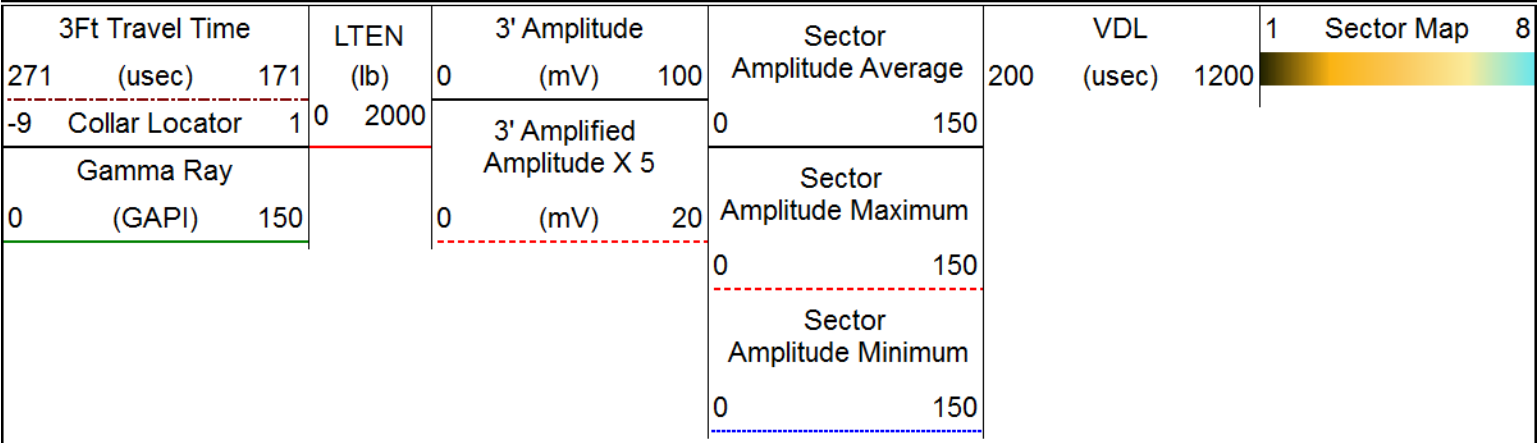 3Ft Travel Time
271 (usec) 171
-9 Collar Locator 1
Gamma Ray
0 (GAPI) 150
LTEN
(lb)
0 2000
3' Amplitude
0 (mV) 100
3' Amplified
Amplitude X 5
0 (mV) 20
Sector
Amplitude Average
0 150
Sector
Amplitude Maximum
0 150
Sector
Amplitude Minimum
0 150
VDL
200 (usec) 1200
1 Sector Map 8